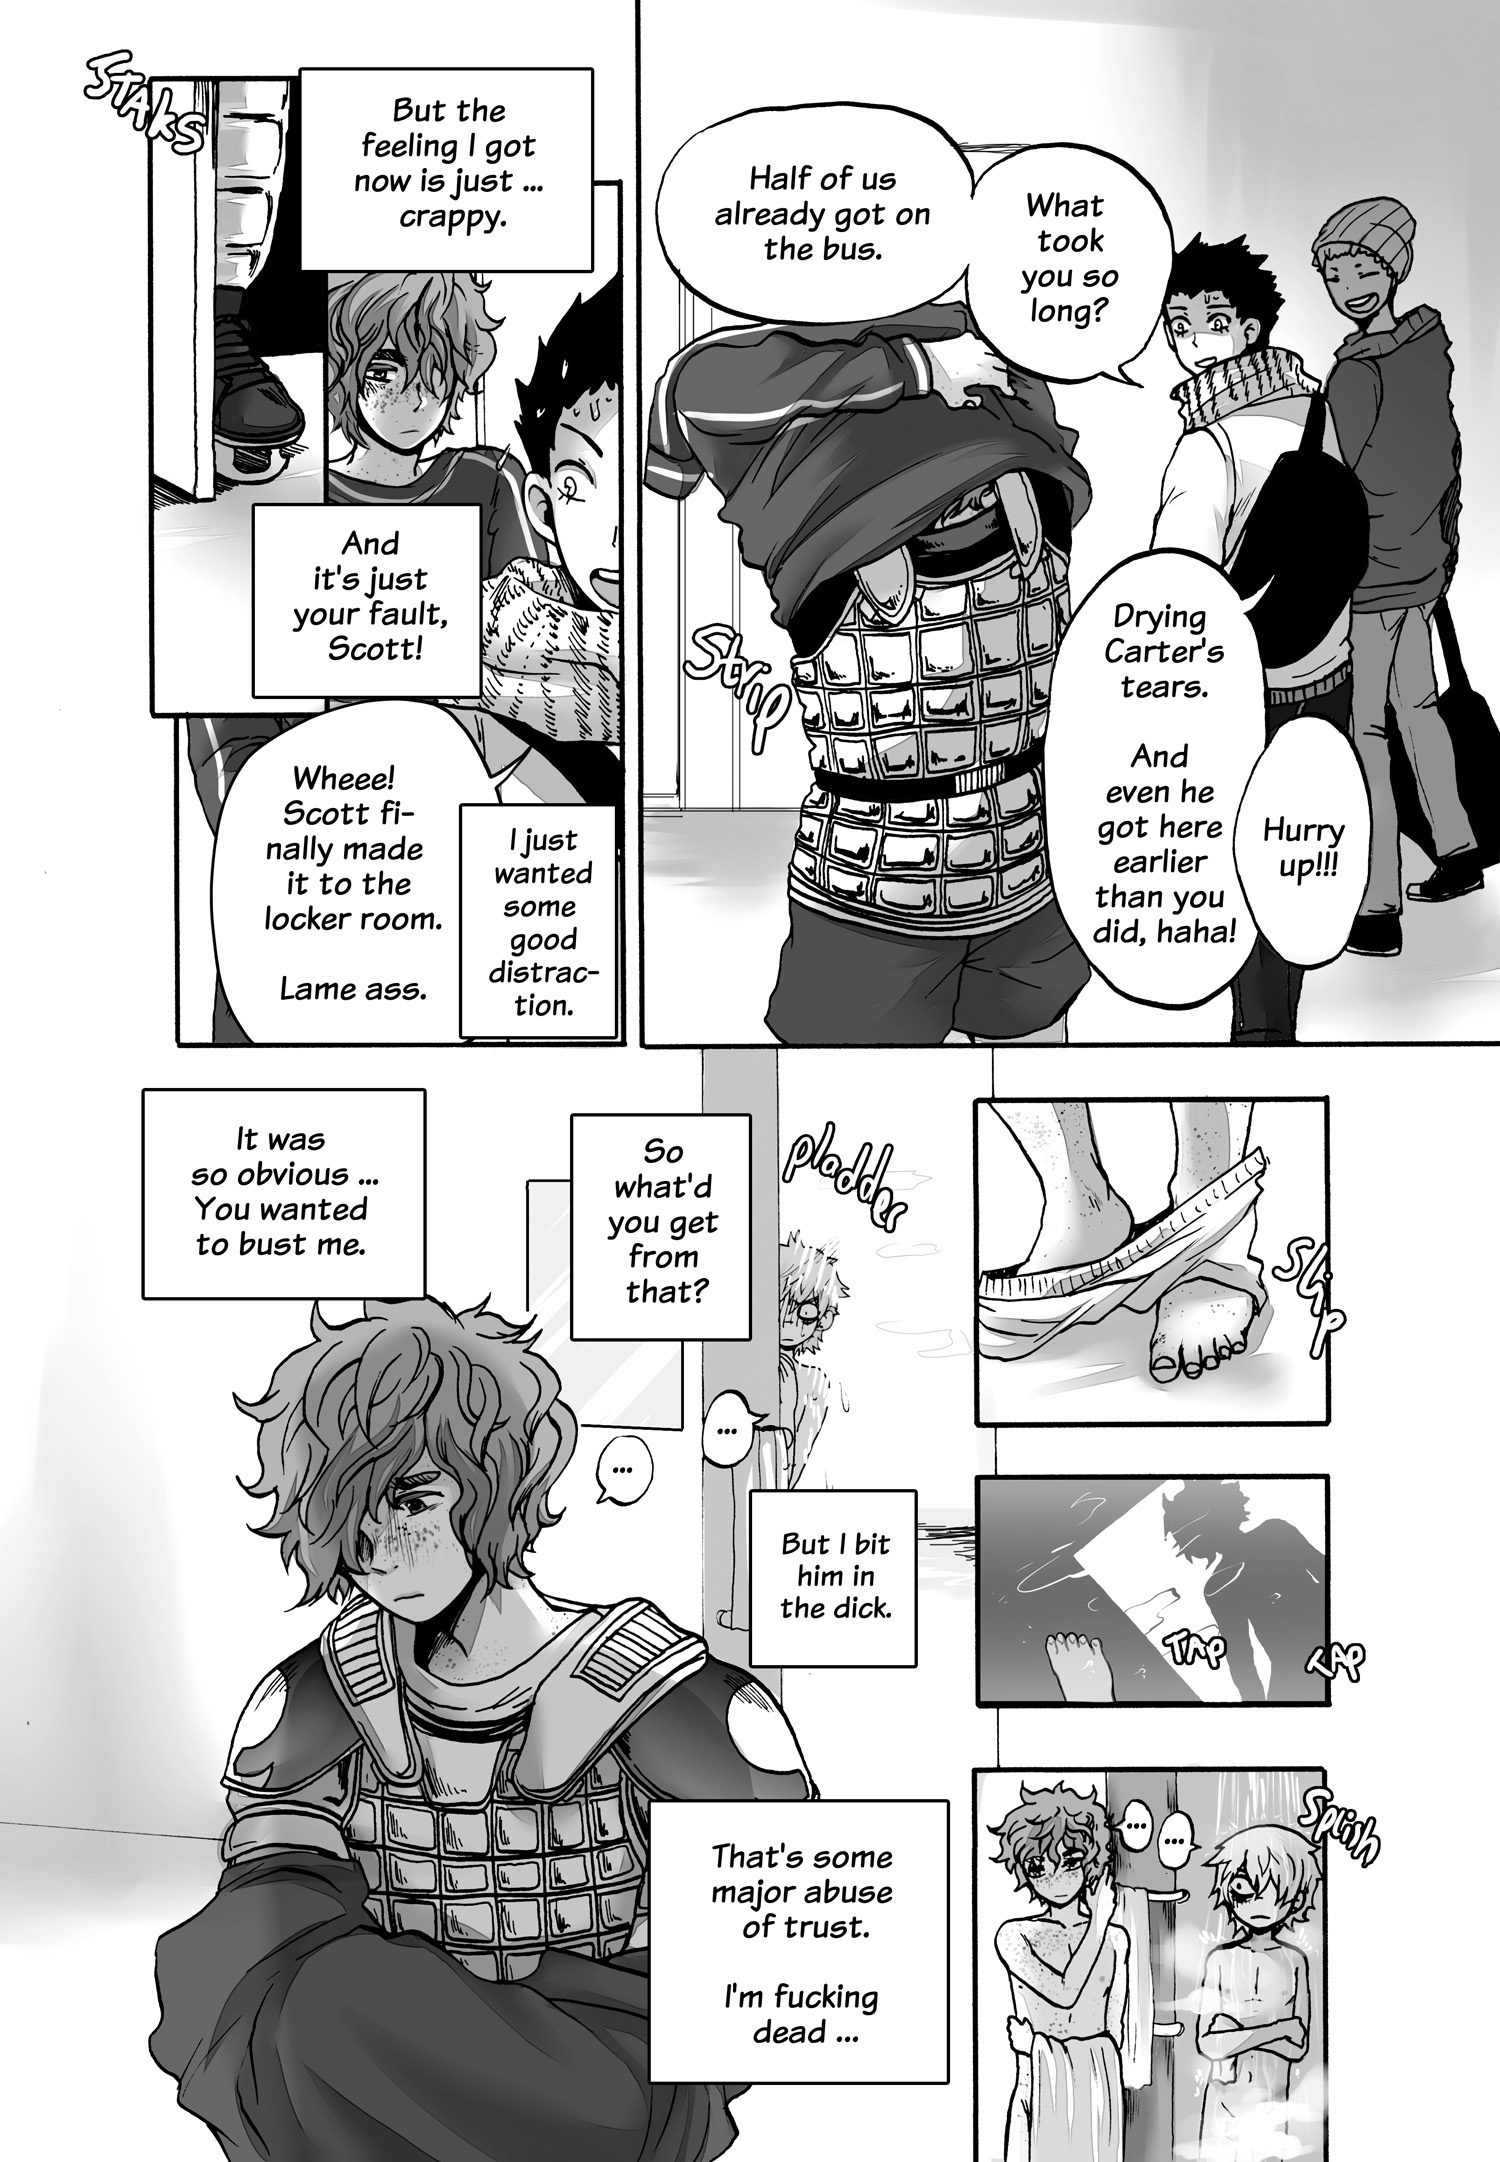 STAKS
But the
feeling I got
now is just ...
crappy.
And
it's just
your fault,
Scott!
Wheee!
Scott fi-
nally made
it to the
locker room.
Lame ass.
I just
wanted
some
good
distrac-
tion.
Half of us
already got on
the bus.
What
took
you so
long?
Strip
Drying
Carter's
tears.
And
even he
got here
earlier
than you
did, haha!
Hurry
up!!!
It was
so obvious ...
You wanted
to bust me.
So
what'd
you get
from
that?
pladder
Slip
...
...
But I bit
him in
the dick.
TAP
TAP
That's some
major abuse
of trust.
I'm fucking
dead ...
...
...
Splish